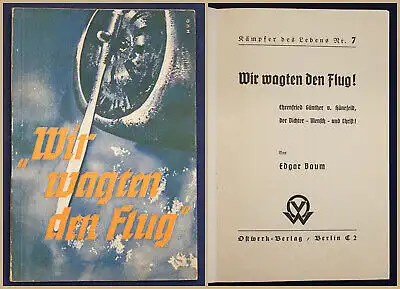 HUG
„Wir
wagten
den Flug“
Kämpfer des Lebens Nr. 7
Wir wagten den Flug!
Ehrenfried Günther v. Hünefeld,
der Dichter - Mensch - und Christ!
Von
Edgar Baum
Ostwerk-Verlag / Berlin C 2